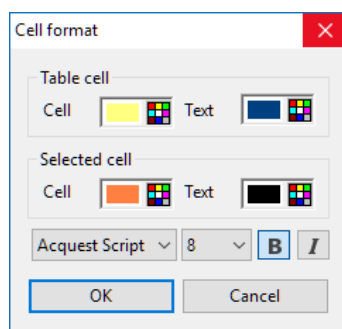 Cell format
Table cell
Cell Text
Selected cell
Cell Text
Acquest Script 8 B I
OK Cancel